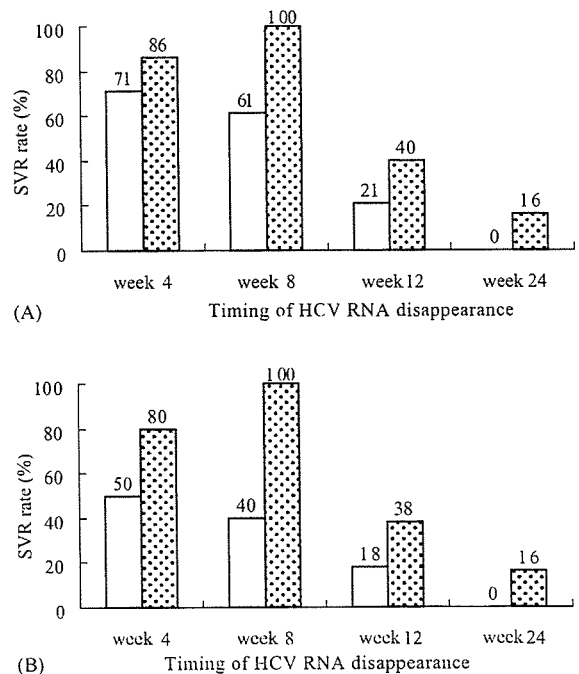 100
80
60
40
20
0
SVR rate (%)
71
86
61
100
21
40
0
16
week 4
week 8
week 12
week 24
(A)
Timing of HCV RNA disappearance
100
80
60
40
20
0
SVR rate (%)
50
80
40
100
18
38
0
16
week 4
week 8
week 12
week 24
(B)
Timing of HCV RNA disappearance